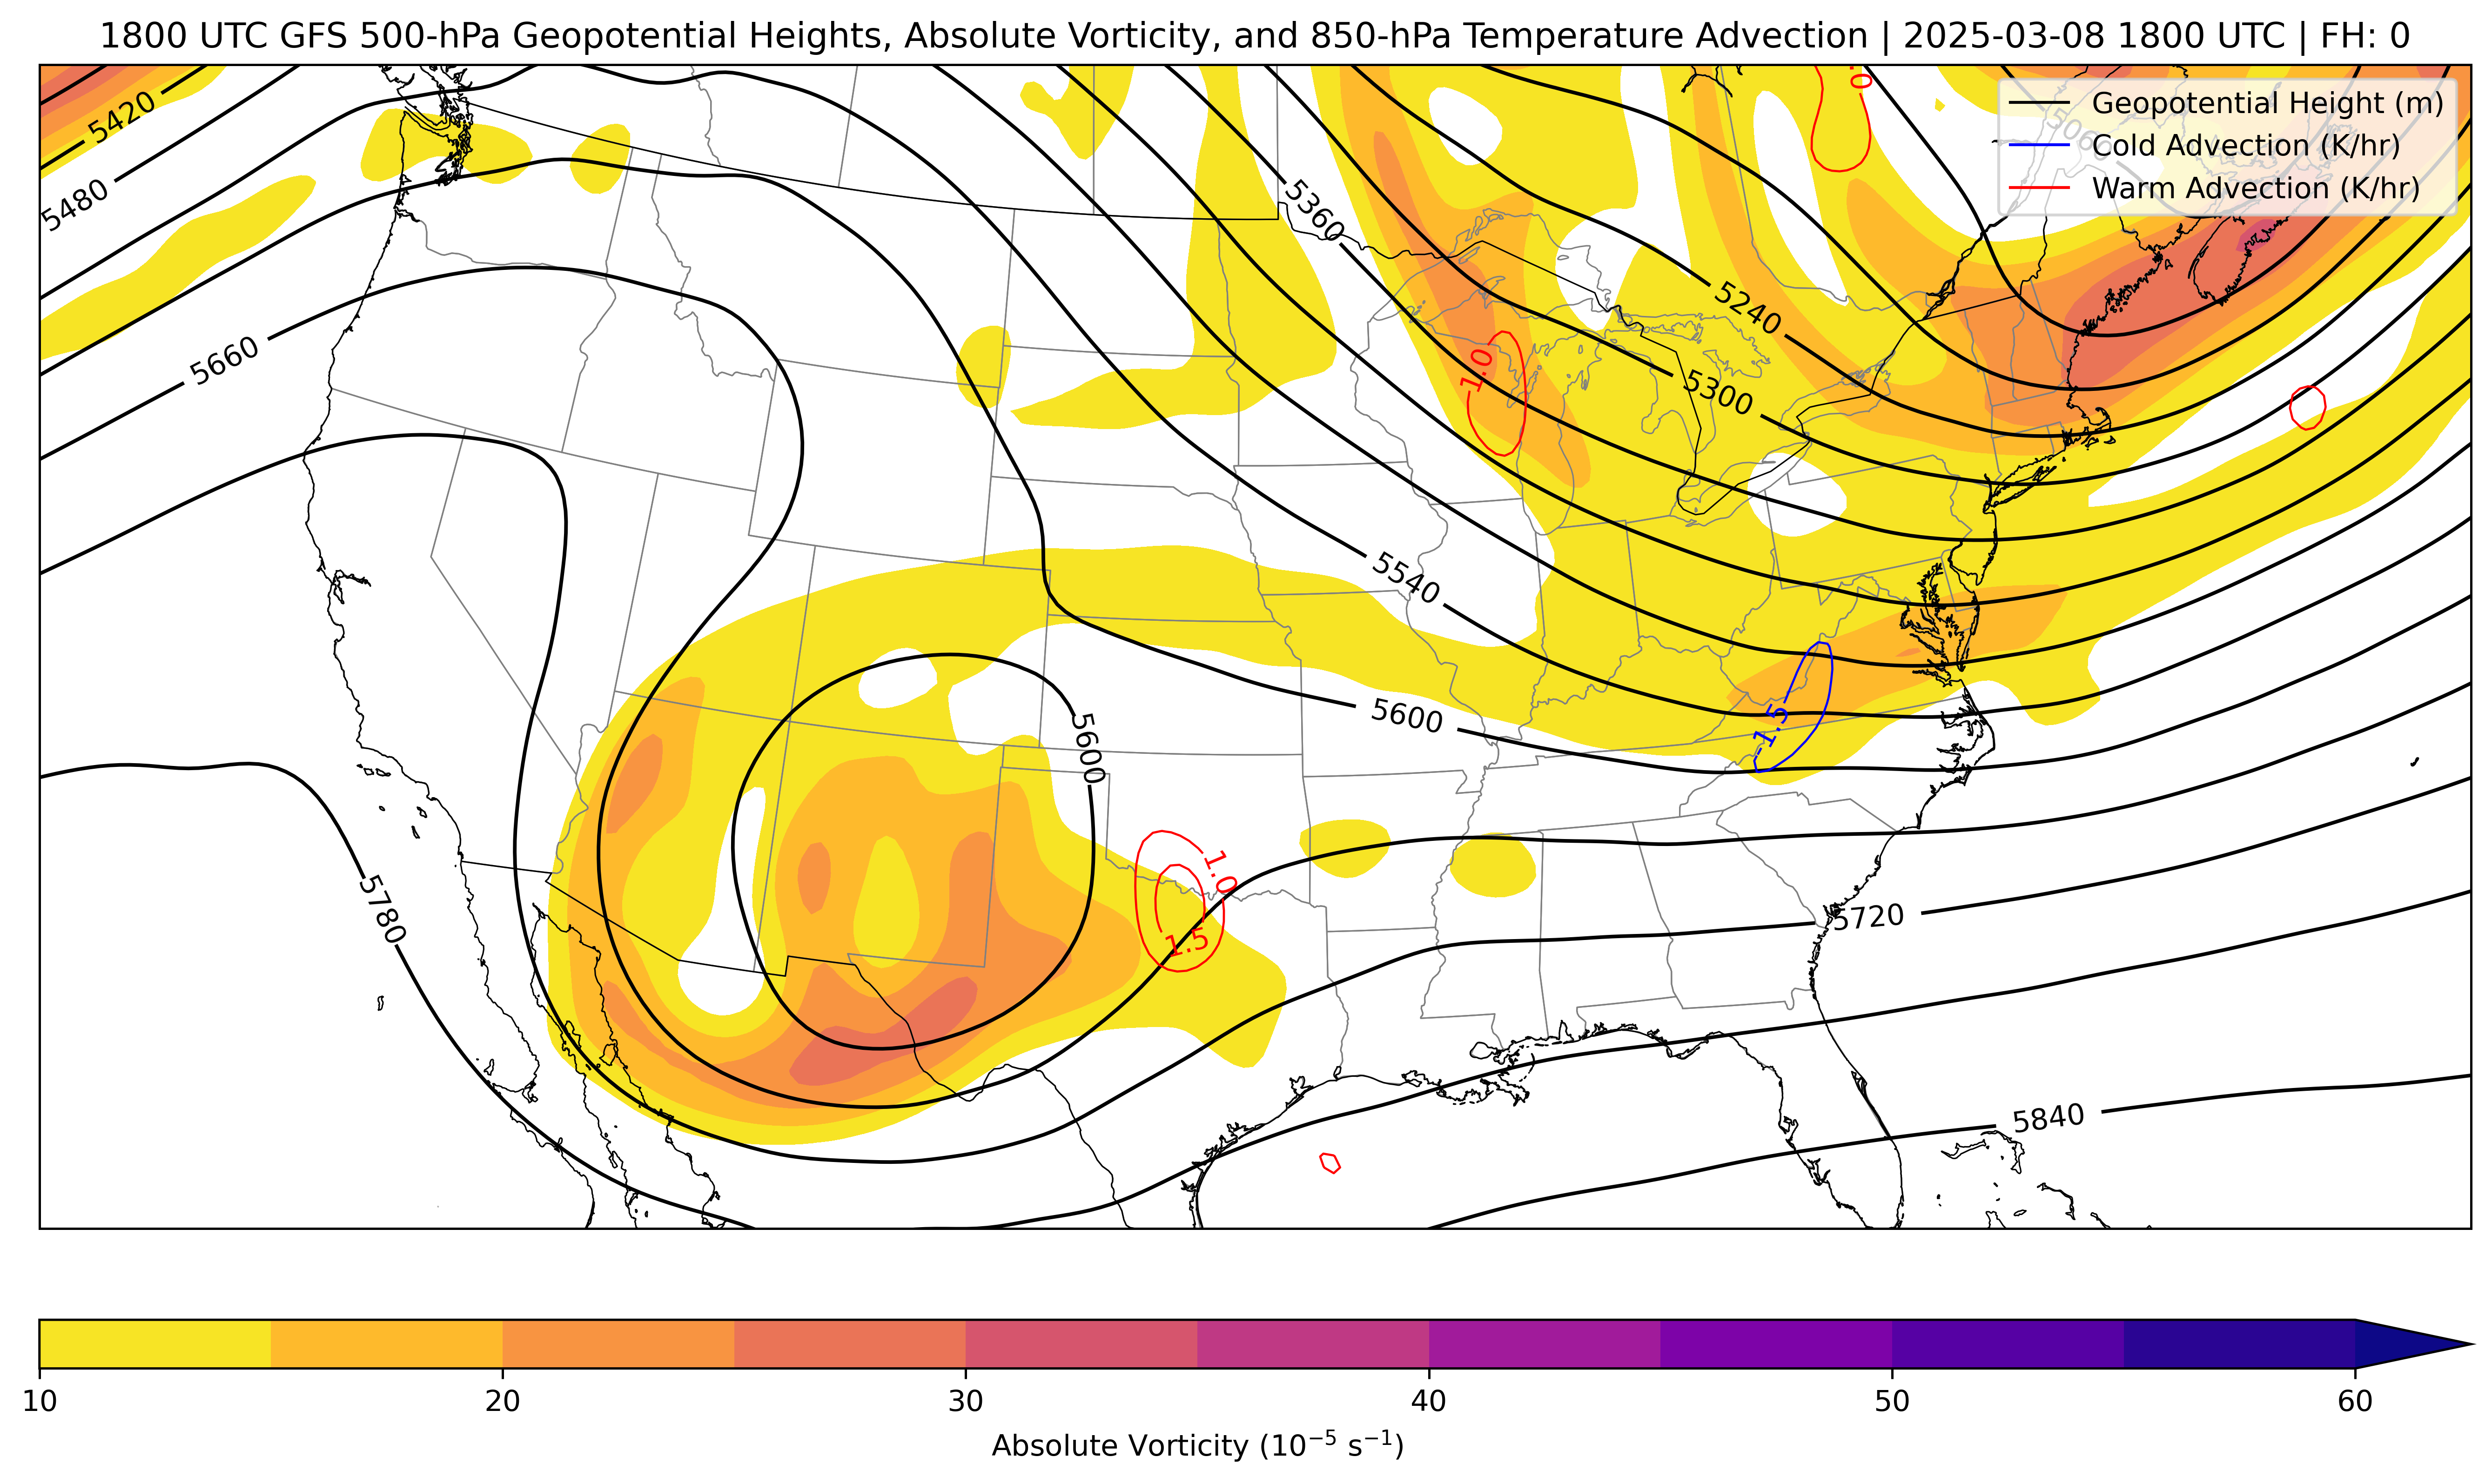 1800 UTC GFS 500-hPa Geopotential Heights, Absolute Vorticity, and 850-hPa Temperature Advection | 2025-03-08 1800 UTC | FH: 0
Geopotential Height (m)
Cold Advection (K/hr)
Warm Advection (K/hr)
5420
5480
5360
5240
5660
1.0
5300
5540
5600
-1.5
5600
1.0
1.5
5780
5720
5840
10 20 30 40 50 60
Absolute Vorticity (10⁻⁵ s⁻¹)